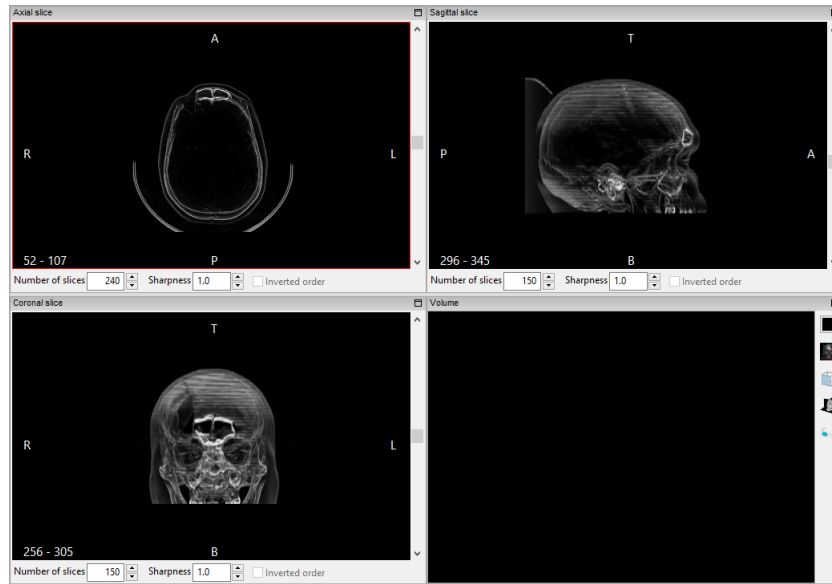 Axial slice
A
R
L
52 - 107
P
Number of slices 240 Sharpness 1.0 Inverted order
Sagittal slice
T
P
A
296 - 345
B
Number of slices 150 Sharpness 1.0 Inverted order
Coronal slice
T
R
L
256 - 305
B
Number of slices 150 Sharpness 1.0 Inverted order
Volume